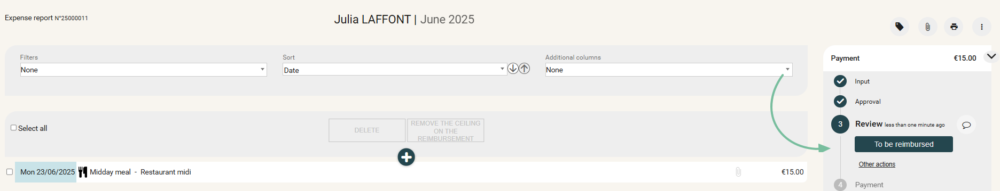 Expense report N°25000011
Julia LAFFONT | June 2025
Filters
None
Sort
Date
Additional columns
None
Select all
DELETE
REMOVE THE CEILING
ON THE
REIMBURSEMENT
Mon 23/06/2025 Midday meal - Restaurant midi €15.00
Payment €15.00
Input
Approval
3 Review less than one minute ago
To be reimbursed
Other actions
4 Payment